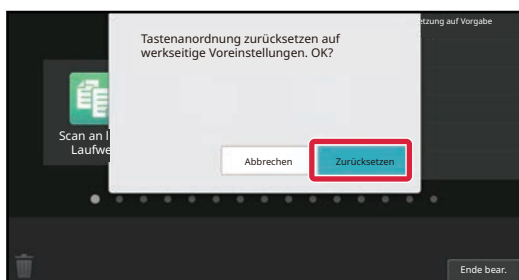 etzung auf Vorgabe
Tastenanordnung zurücksetzen auf
werkseitige Voreinstellungen. OK?
Scan an l
Laufwe
Abbrechen
Zurücksetzen
Ende bear.